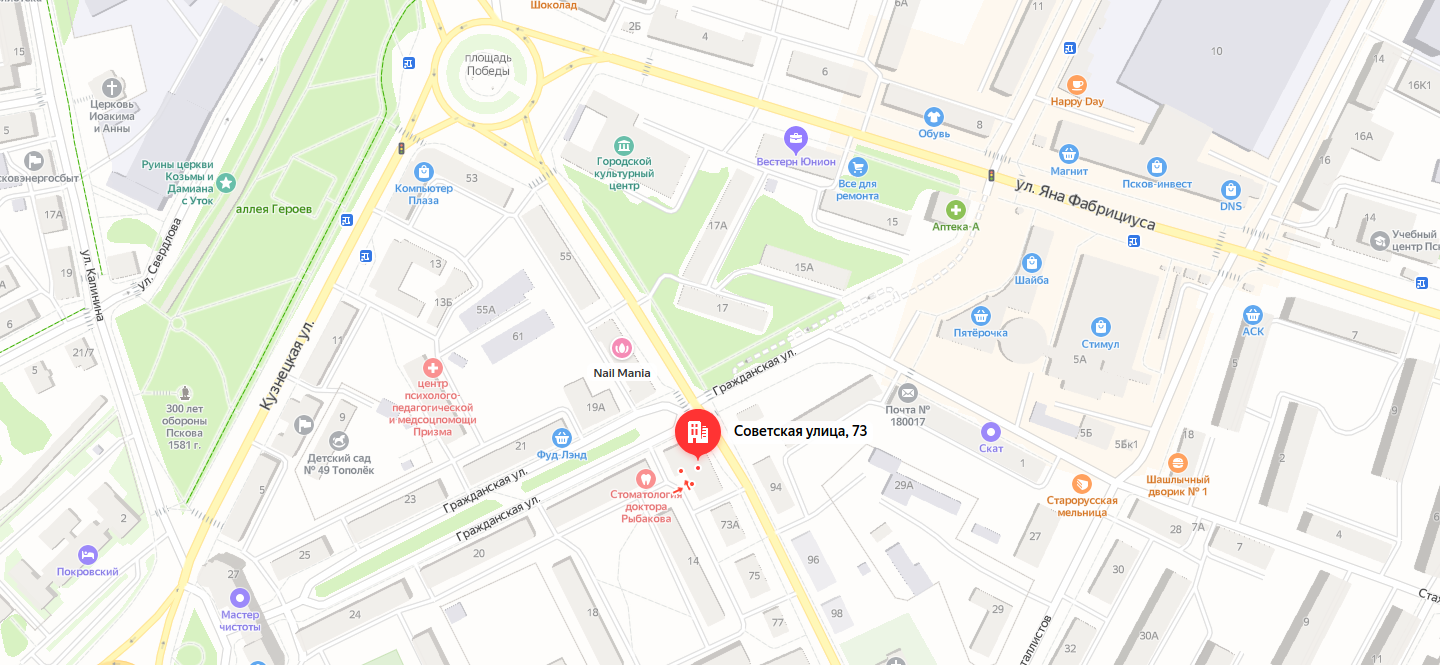 Шоколад
2Б
4
6А
11
10
14
16К1
15
площадь
Победы
6
Happy Day
8
Обувь
Церковь
Иоакима
и Анны
5
16А
Городской
культурный
центр
Вестерн Юнион
Все для
ремонта
Магнит
Псков-инвест
DNS
Руины церкви
Козьмы и
Дамиана
с Уток
Компьютер
Плаза
53
аллея Героев
17А
17А
15
Аптека-А
ул. Яна Фабрициуса
14
Учебный
центр Пск
ул. Свердлова
ул. Калинина
19
13
13Б
55
15А
Шайба
6
55А
61
17
Пятёрочка
Стимул
АСК
7
Кузнецкая ул.
11
21/7
5
Nail Mania
Гражданская ул.
5А
5
центр
психолого-
педагогической
и медсоцпомощи
Призма
300 лет
обороны
Пскова
1581 г.
9
19А
Почта №
180017
Советская улица, 73
Детский сад
№ 49 Тополёк
21
Фуд-Лэнд
Скат
5Б
5Бк1
18
2
1
Гражданская ул.
Гражданская ул.
23
Стоматология
доктора
Рыбакова
94
29А
Старорусская
мельница
Шашлычный
дворик № 1
2
73А
28
7А
4
7
27
25
20
14
96
Покровский
27
75
30
Мастер
чистоты
24
18
77
29
30А
9
32